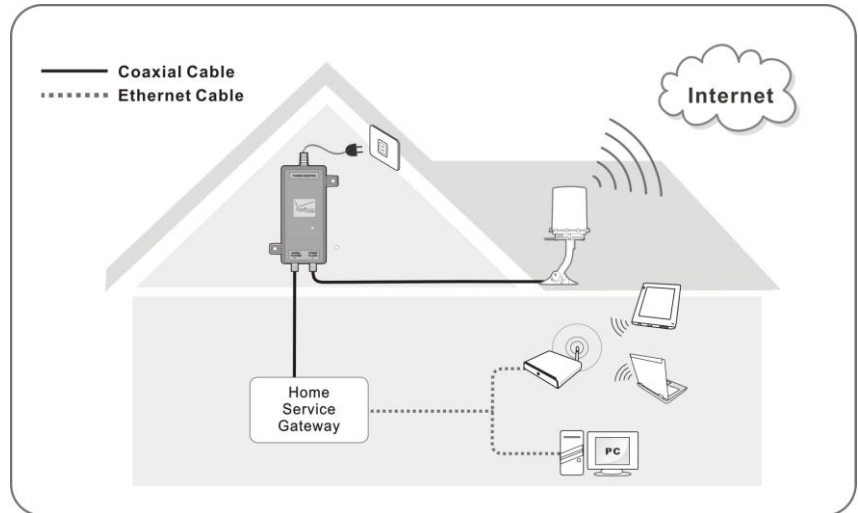 Coaxial Cable
Ethernet Cable
Internet
Home
Service
Gateway
PC